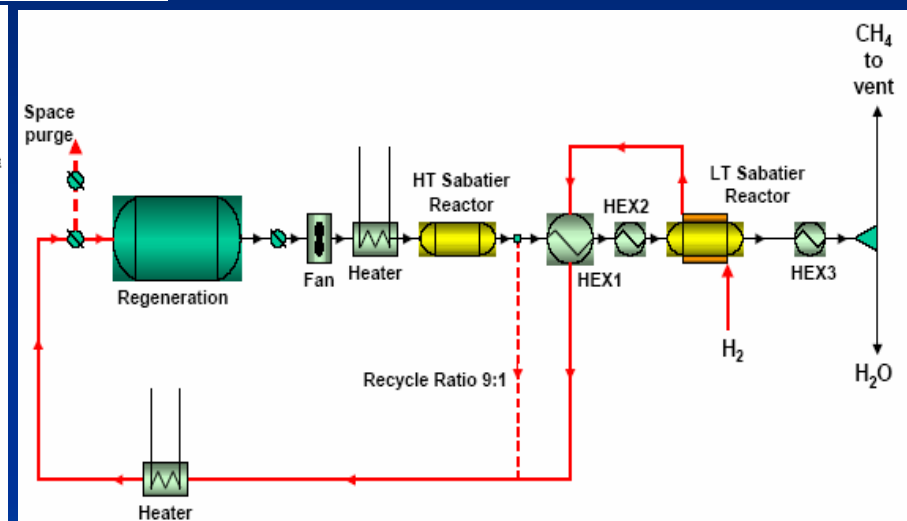 CH4
to
vent
Space
purge
HT Sabatier
Reactor
LT Sabatier
Reactor
HEX2
Regeneration
Fan
Heater
HEX1
HEX3
H2
Recycle Ratio 9:1
H2O
Heater